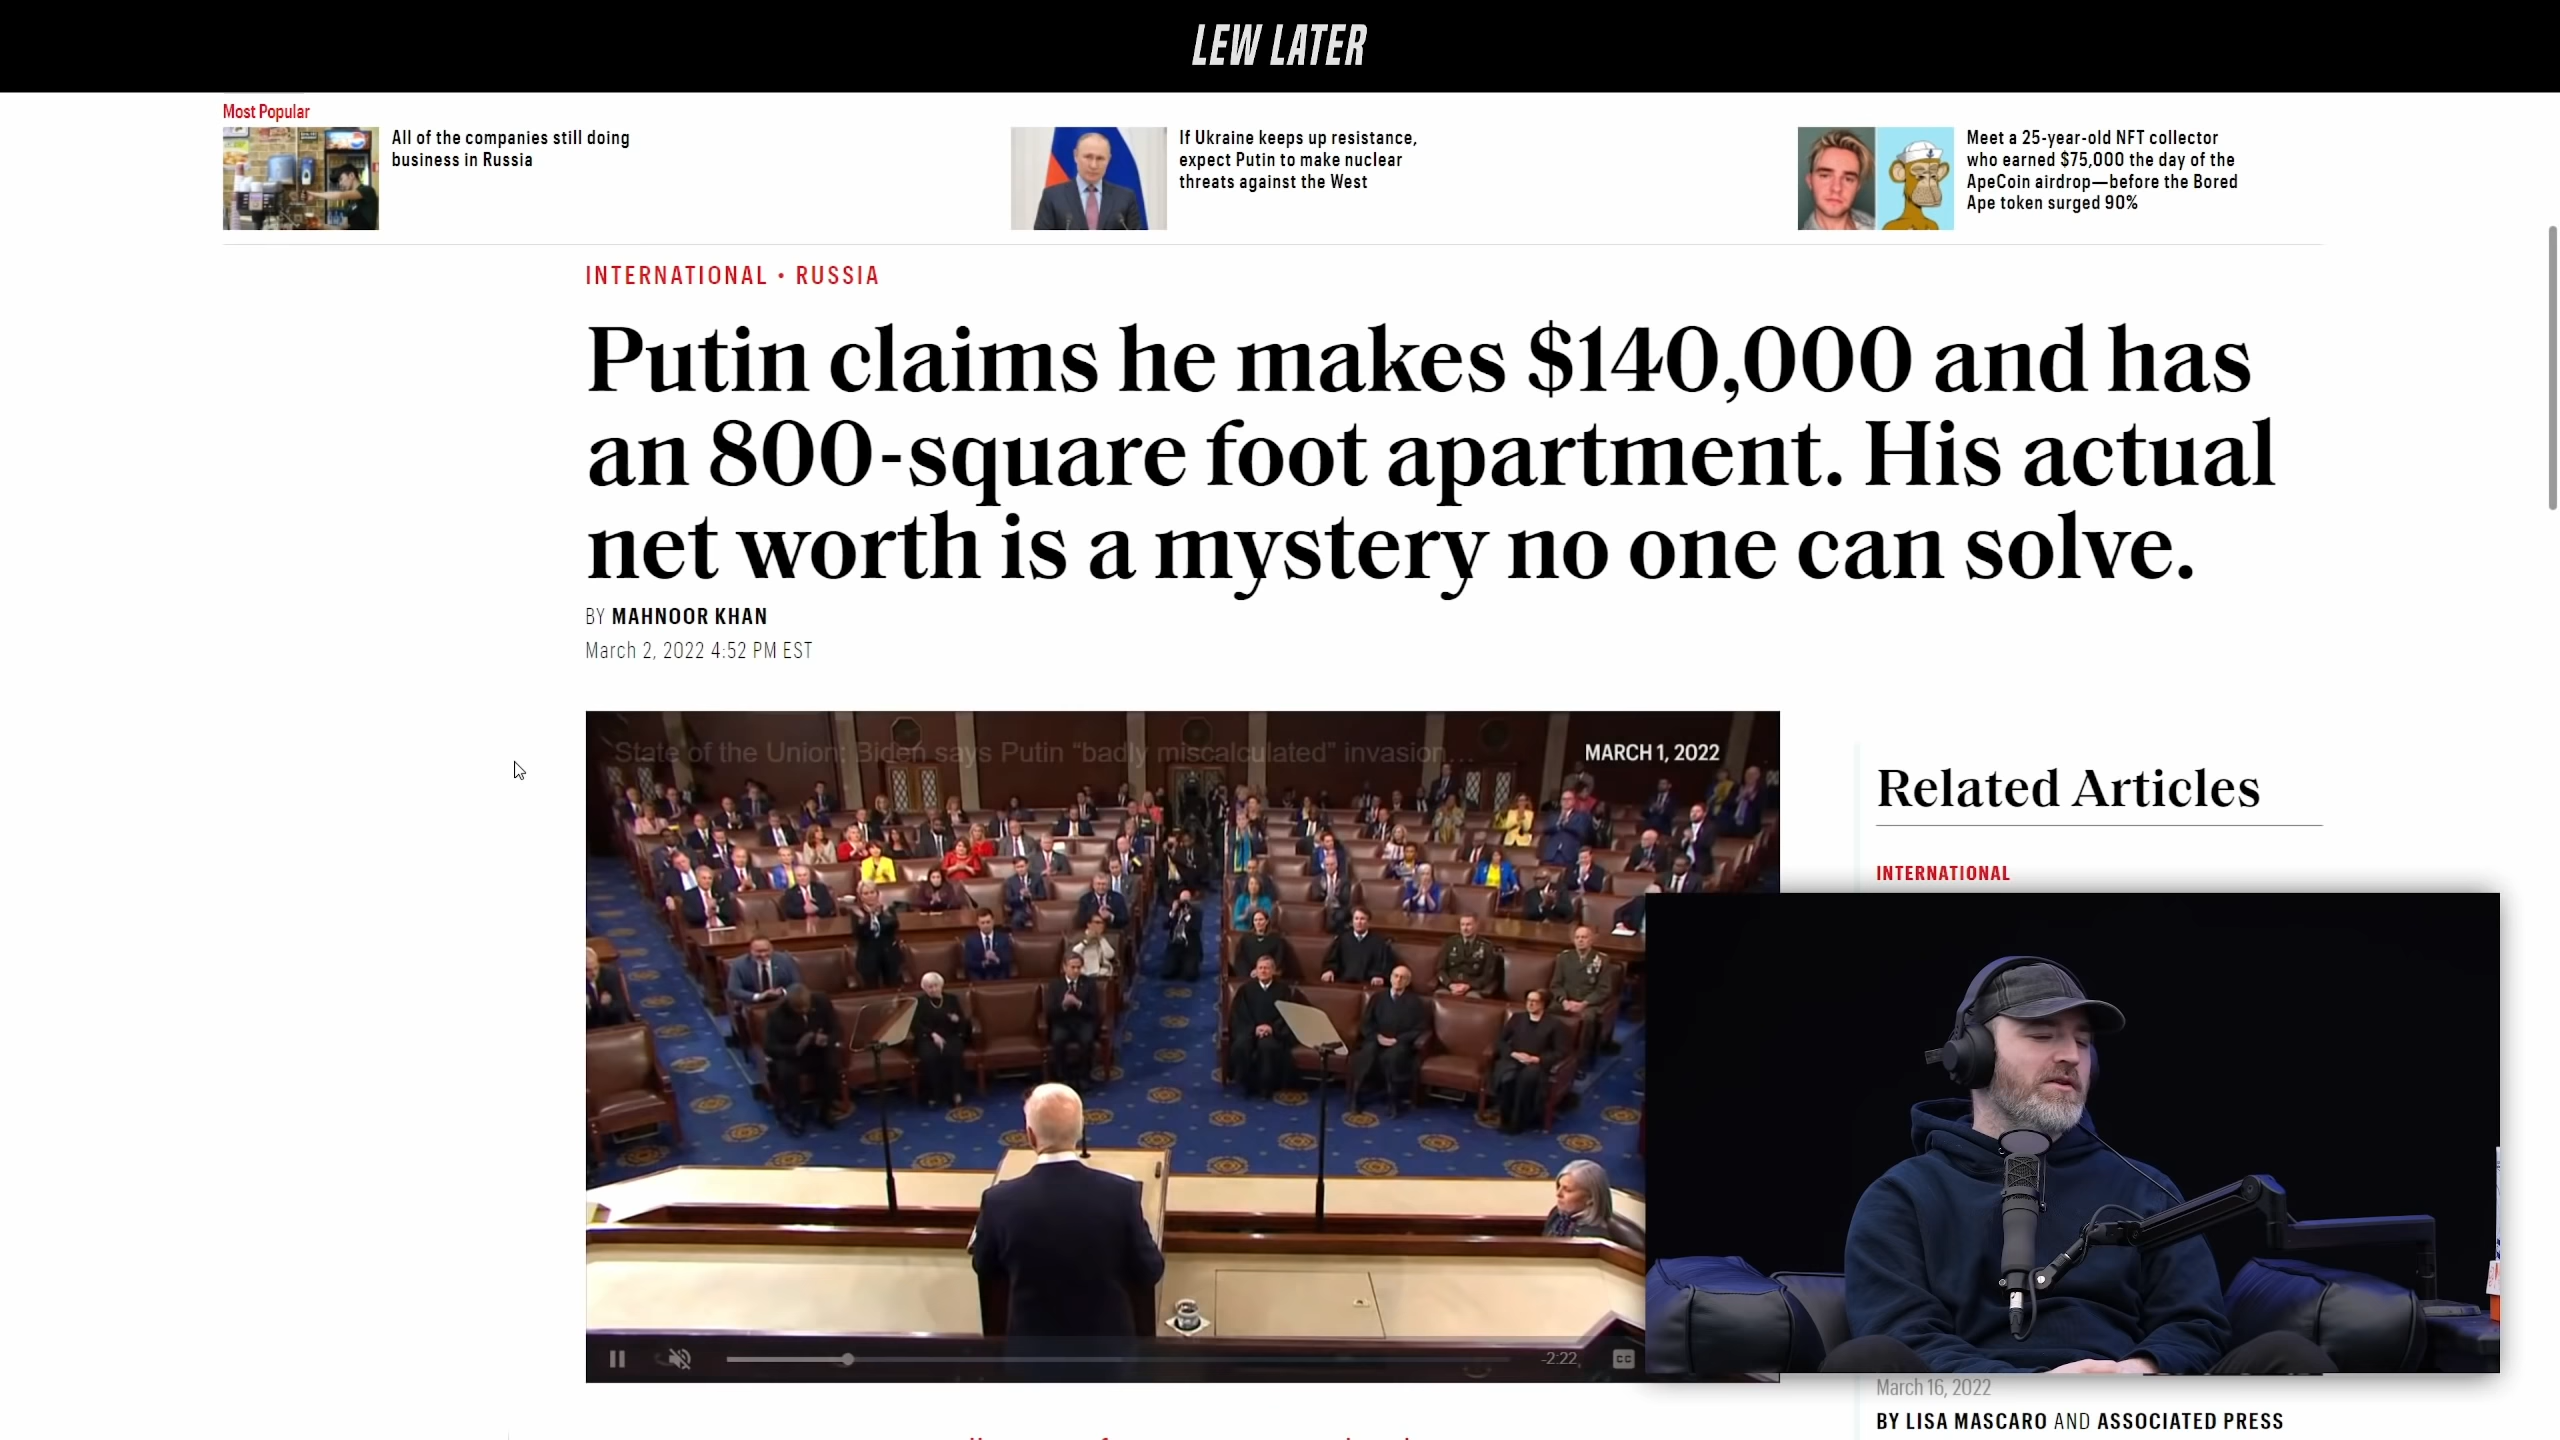 LEW LATER
Most Popular
All of the companies still doing
business in Russia
If Ukraine keeps up resistance,
expect Putin to make nuclear
threats against the West
Meet a 25-year-old NFT collector
who earned $75,000 the day of the
ApeCoin airdrop—before the Bored
Ape token surged 90%
INTERNATIONAL • RUSSIA
Putin claims he makes $140,000 and has
an 800-square foot apartment. His actual
net worth is a mystery no one can solve.
BY MAHNOOR KHAN
March 2, 2022 4:52 PM EST
State of the Union: Biden says Putin “badly miscalculated” invasion...
MARCH 1, 2022
-2:22
CC
Related Articles
INTERNATIONAL
March 16, 2022
BY LISA MASCARO AND ASSOCIATED PRESS